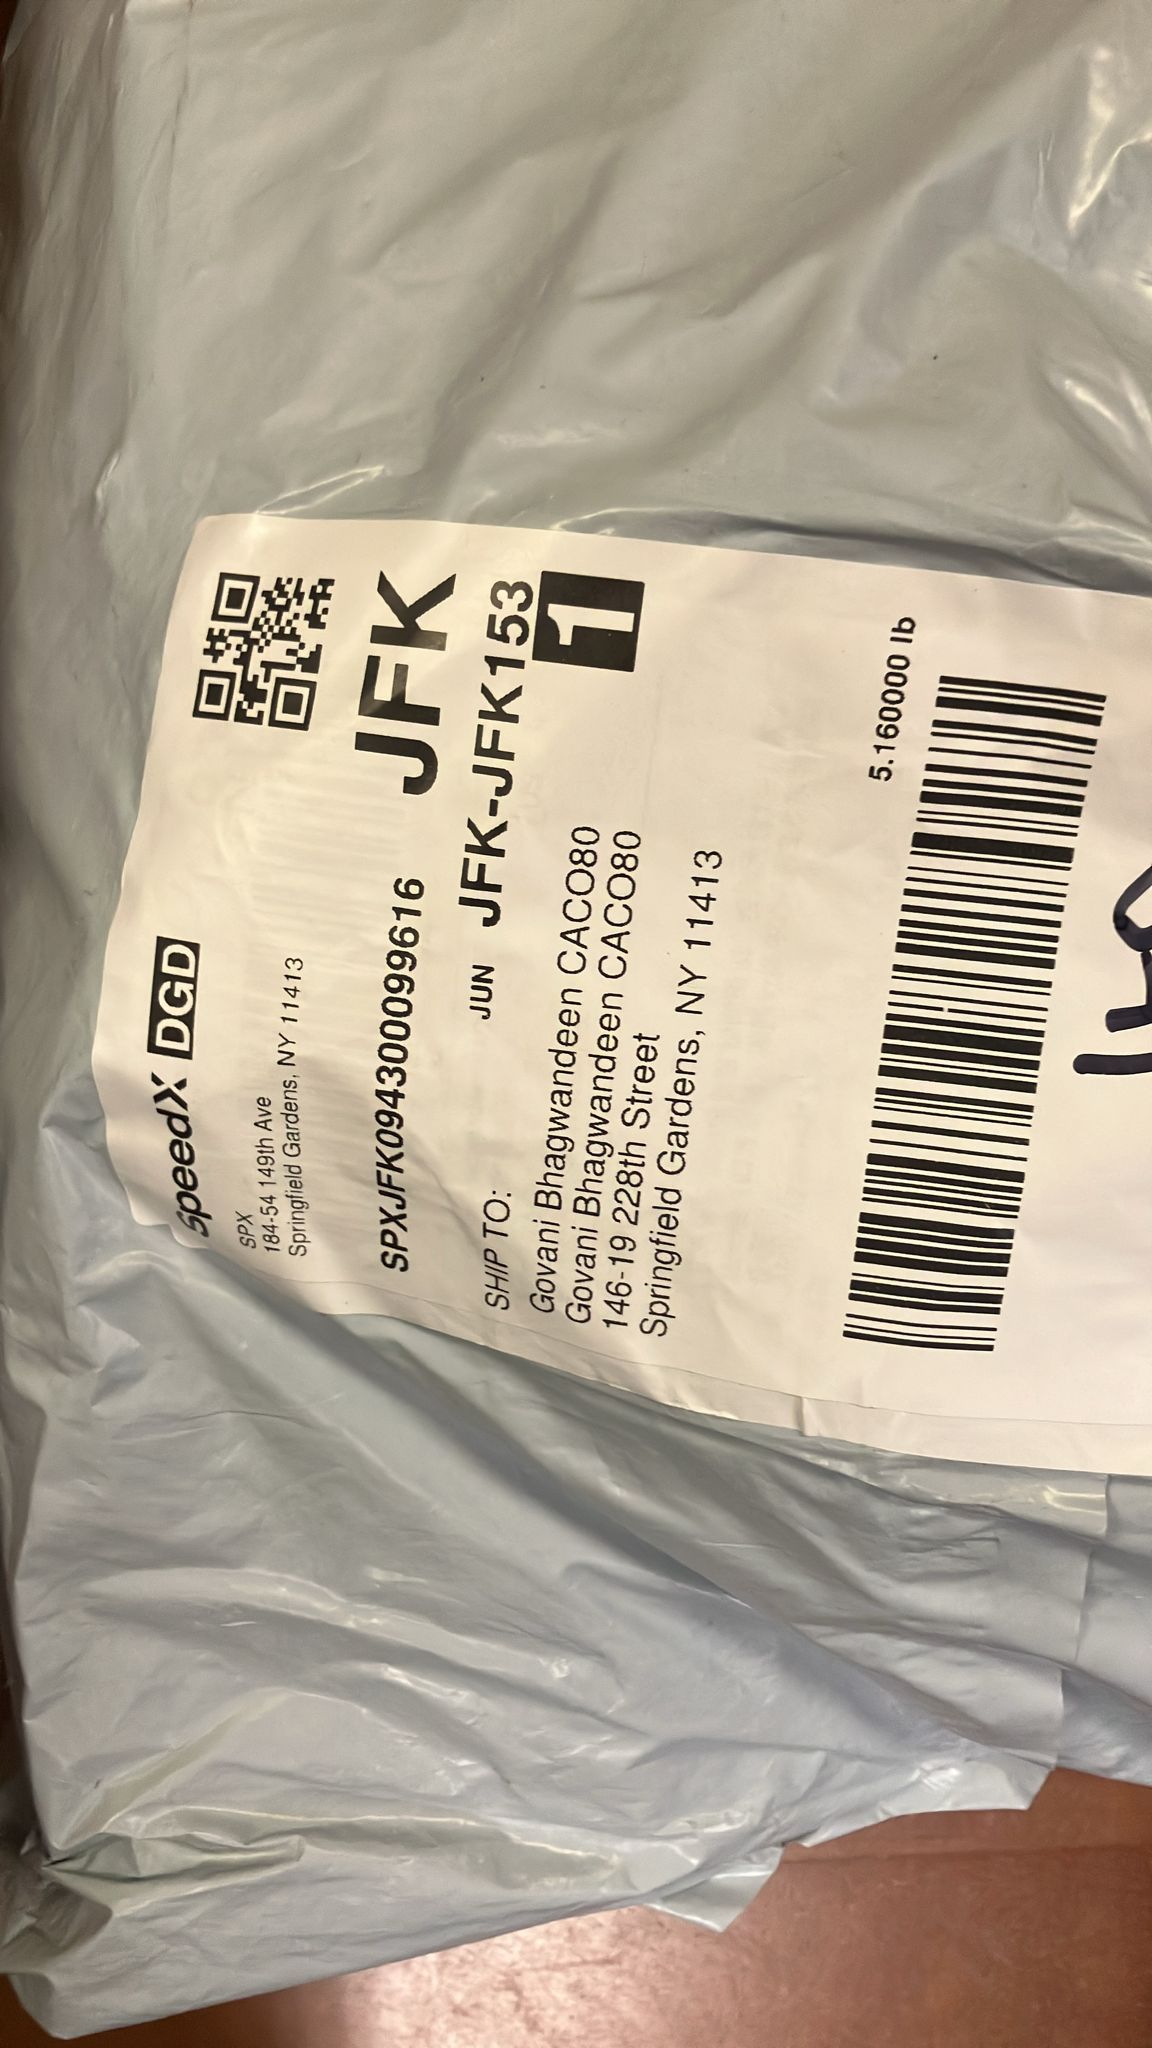 speedX DGD
SPX
184-54 149th Ave
Springfield Gardens, NY 11413
SPXJFK094300099616 JFK
JUN JFK-JFK153
SHIP TO:
1
Govani Bhagwandeen CACO80
Govani Bhagwandeen CACO80
146-19 228th Street
Springfield Gardens, NY 11413
5.160000 lb